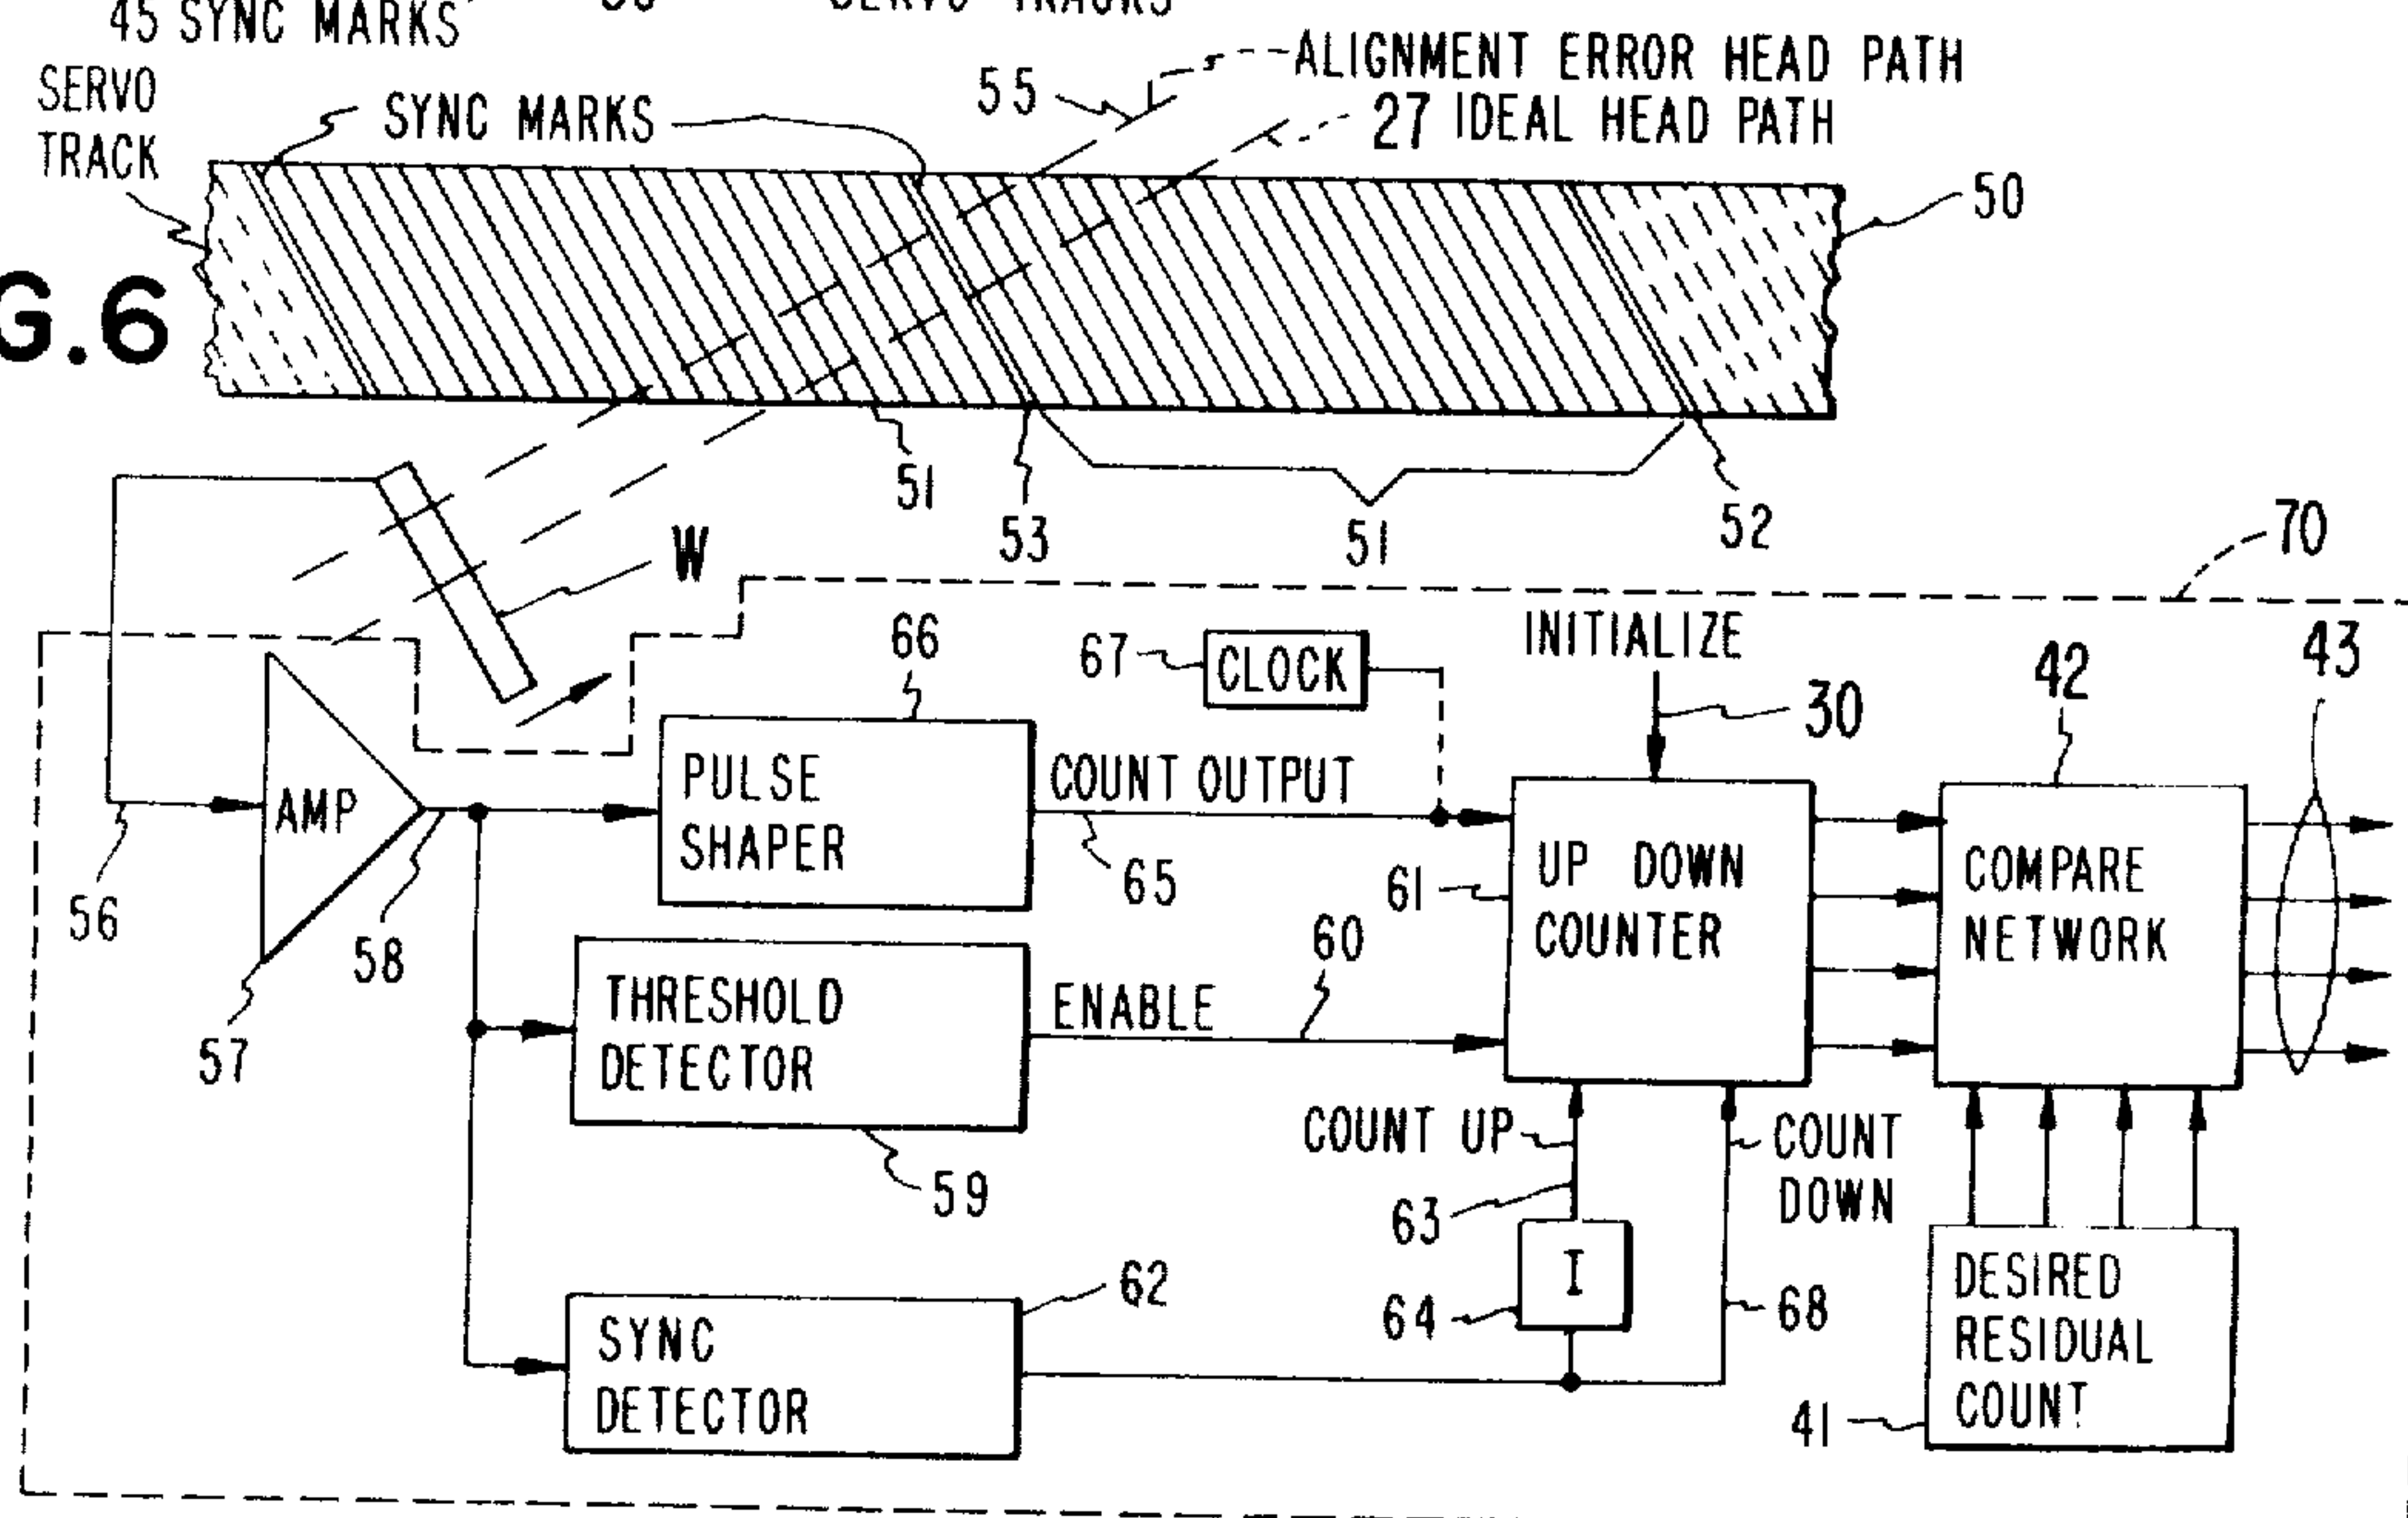 45 SYNC MARKS
SERVO TRACKS
ALIGNMENT ERROR HEAD PATH
55
27 IDEAL HEAD PATH
SERVO
TRACK
SYNC MARKS
50
G.6
51
53
51
52
W
70
66
67
CLOCK
INITIALIZE
30
42
43
AMP
PULSE
SHAPER
COUNT OUTPUT
65
61
UP DOWN
COUNTER
COMPARE
NETWORK
56
58
57
THRESHOLD
DETECTOR
ENABLE
60
59
COUNT UP
COUNT
DOWN
63
I
64
68
SYNC
DETECTOR
62
DESIRED
RESIDUAL
COUNT
41